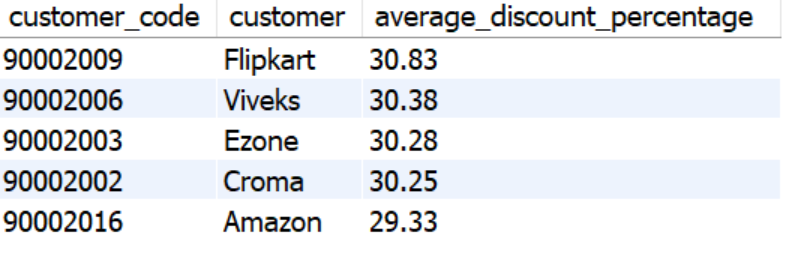 customer_code customer average_discount_percentage
90002009 Flipkart 30.83
90002006 Viveks 30.38
90002003 Ezone 30.28
90002002 Croma 30.25
90002016 Amazon 29.33